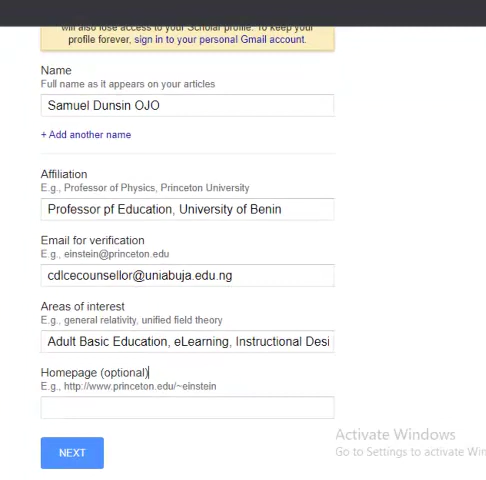 will also lose access to your Scholar profile. To keep your
profile forever, sign in to your personal Gmail account.
Name
Full name as it appears on your articles
Samuel Dunsin OJO
+ Add another name
Affiliation
E.g., Professor of Physics, Princeton University
Professor pf Education, University of Benin
Email for verification
E.g., einstein@princeton.edu
cdlcecounsellor@uniabuja.edu.ng
Areas of interest
E.g., general relativity, unified field theory
Adult Basic Education, eLearning, Instructional Desi
Homepage (optional)
E.g., http://www.princeton.edu/~einstein
NEXT
Activate Windows
Go to Settings to activate Win